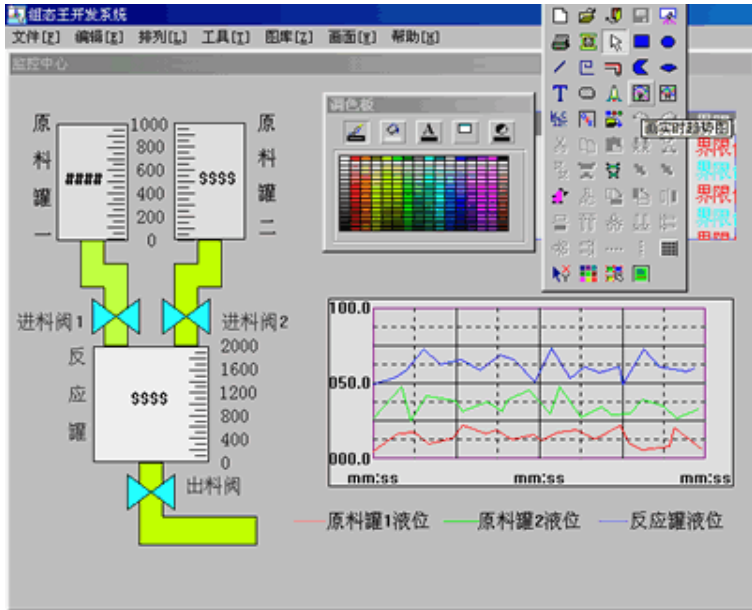 组态王开发系统
文件[F] 编辑[E] 排列[L] 工具[T] 图库[Z] 画面[W] 帮助[H]
监控中心
调色板
画实时趋势图
界限
界限
界限
界限
界限
原料罐一
####
1000
800
600
400
200
0
$$$$
原料罐二
进料阀1
进料阀2
反应罐
$$$$
2000
1600
1200
800
400
0
出料阀
100.0
050.0
000.0
mm:ss mm:ss mm:ss
原料罐1液位 原料罐2液位 反应罐液位